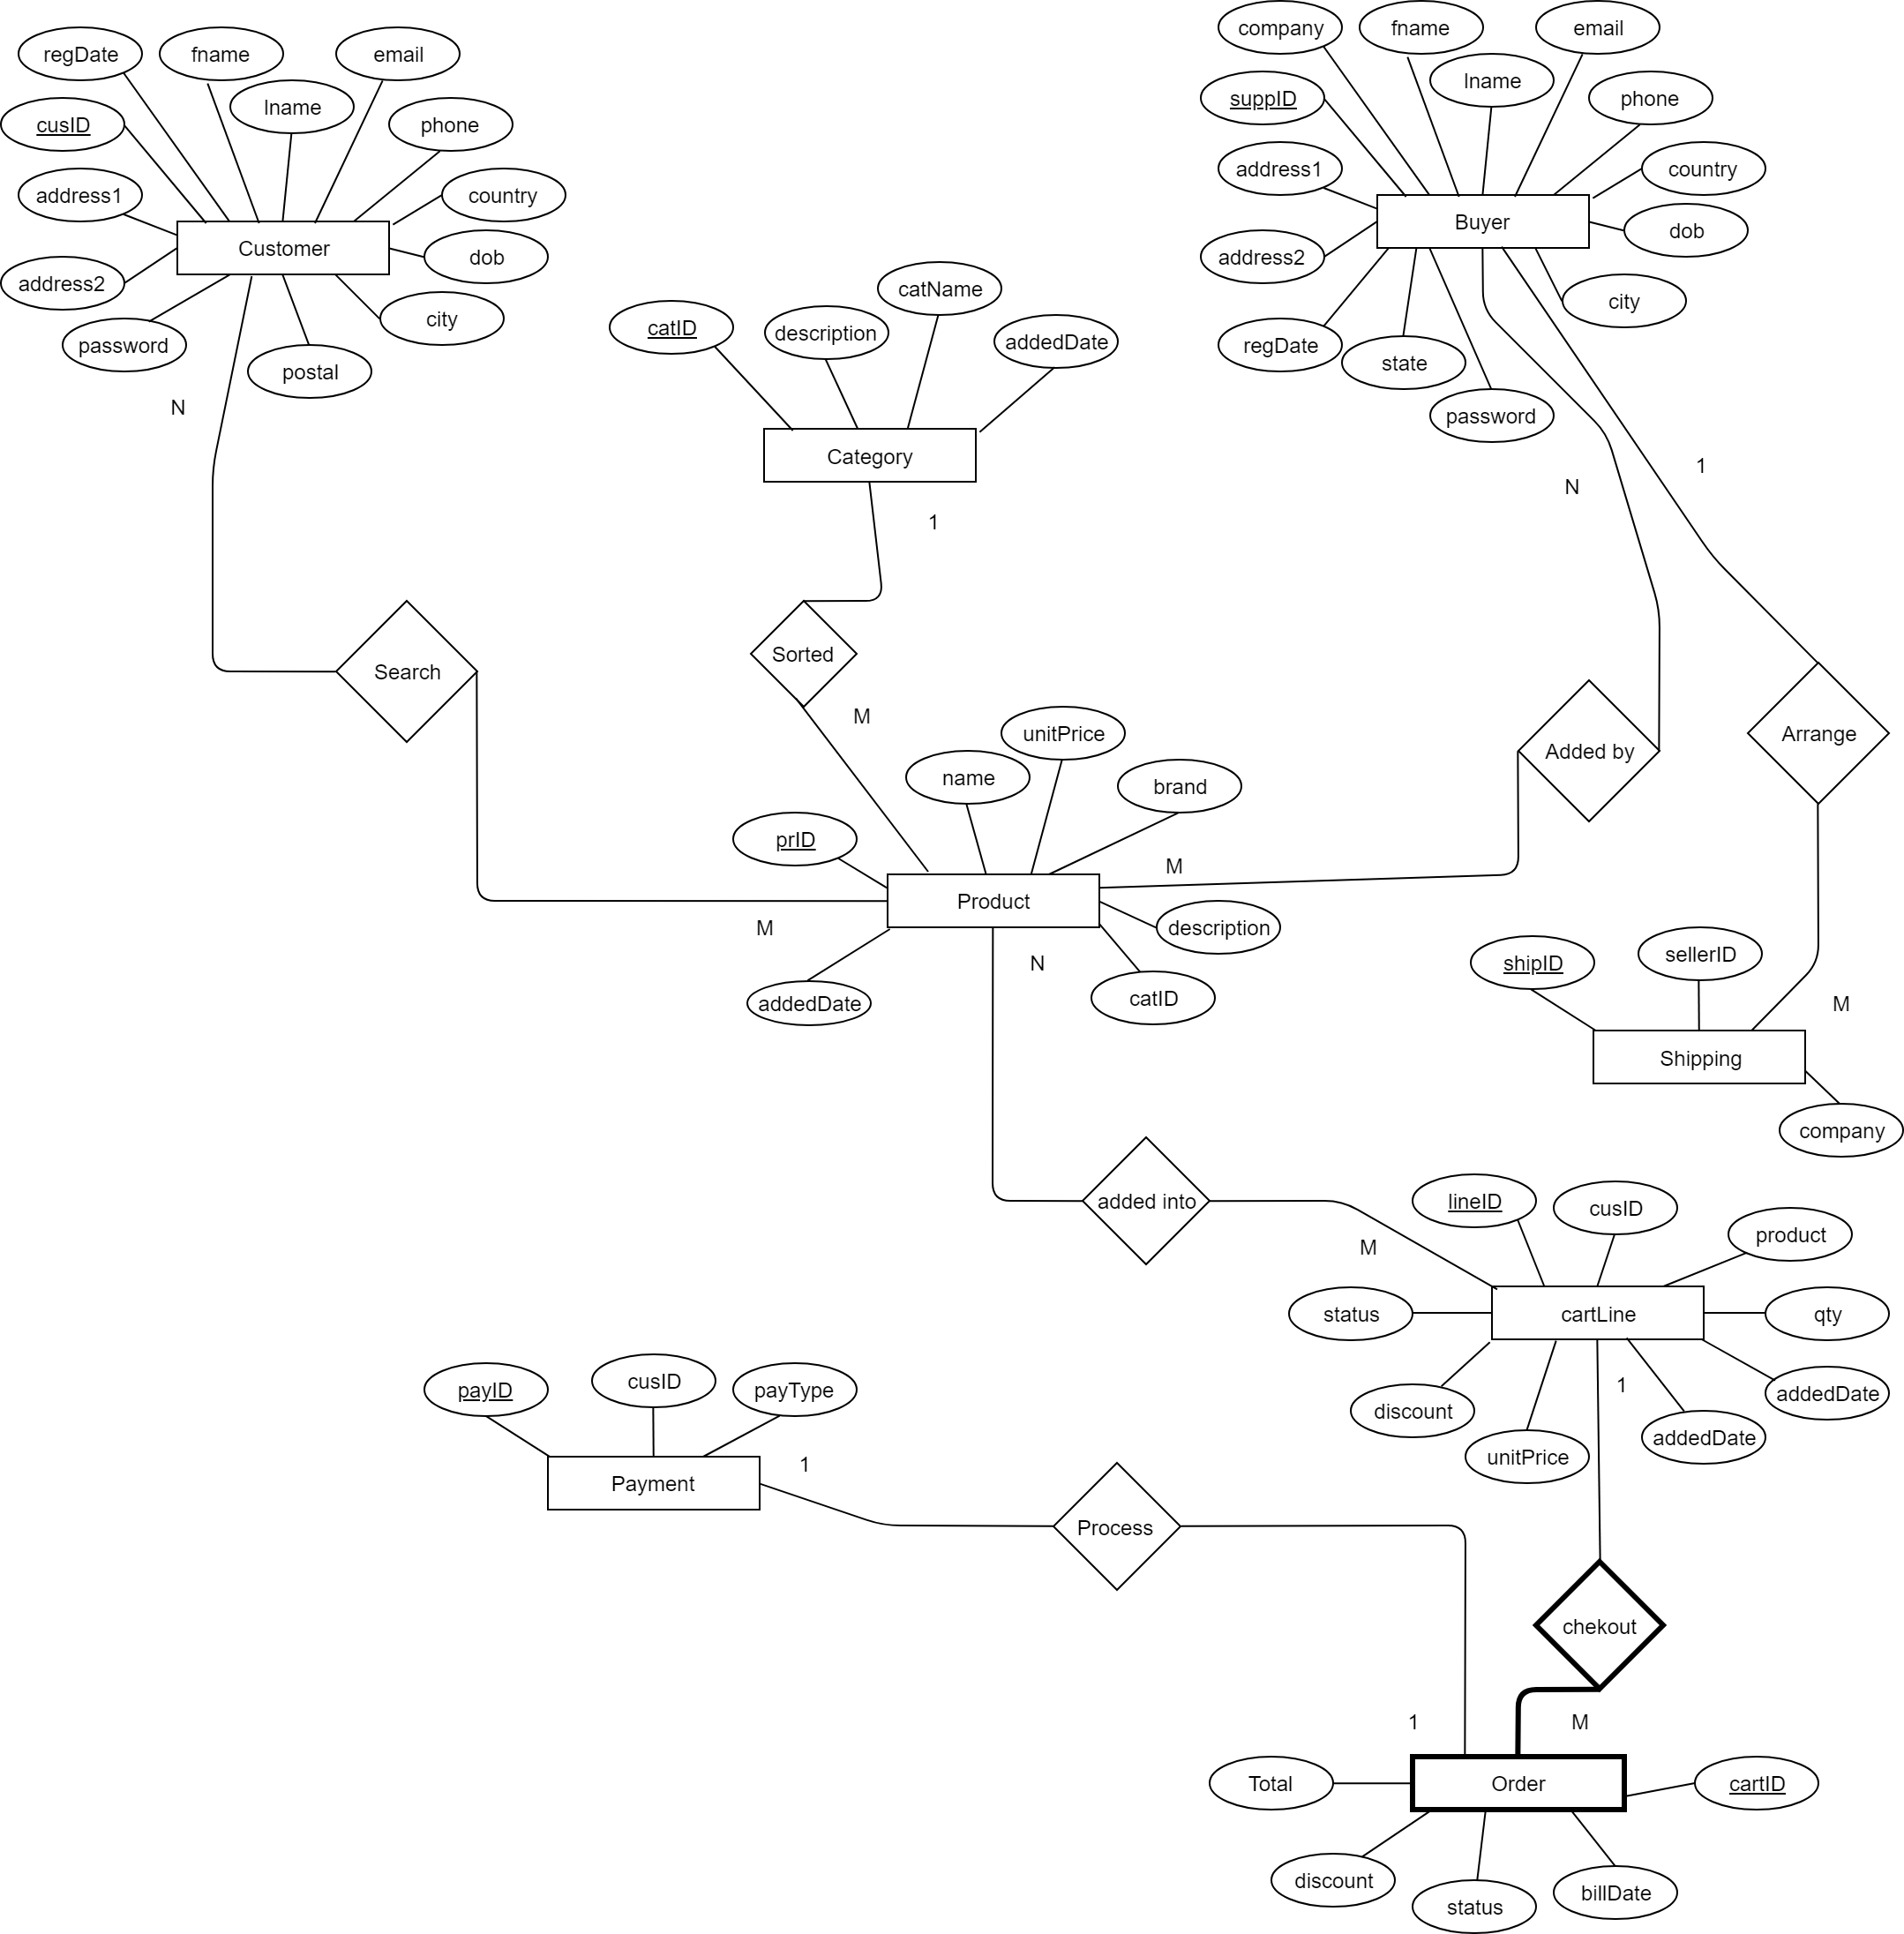 regDate
fname
email
lname
cusID
phone
address1
country
Customer
dob
address2
city
password
postal
N
company
fname
email
lname
suppID
phone
address1
country
Buyer
dob
address2
city
regDate
state
password
N
1
catID
description
catName
addedDate
Category
1
Search
Sorted
M
Added by
Arrange
prID
name
unitPrice
brand
M
Product
M
description
addedDate
N
catID
shipID
sellerID
M
Shipping
company
added into
M
lineID
cusID
product
status
cartLine
qty
discount
1
addedDate
unitPrice
addedDate
payID
cusID
payType
Payment
1
Process
chekout
1
M
Total
Order
cartID
discount
status
billDate